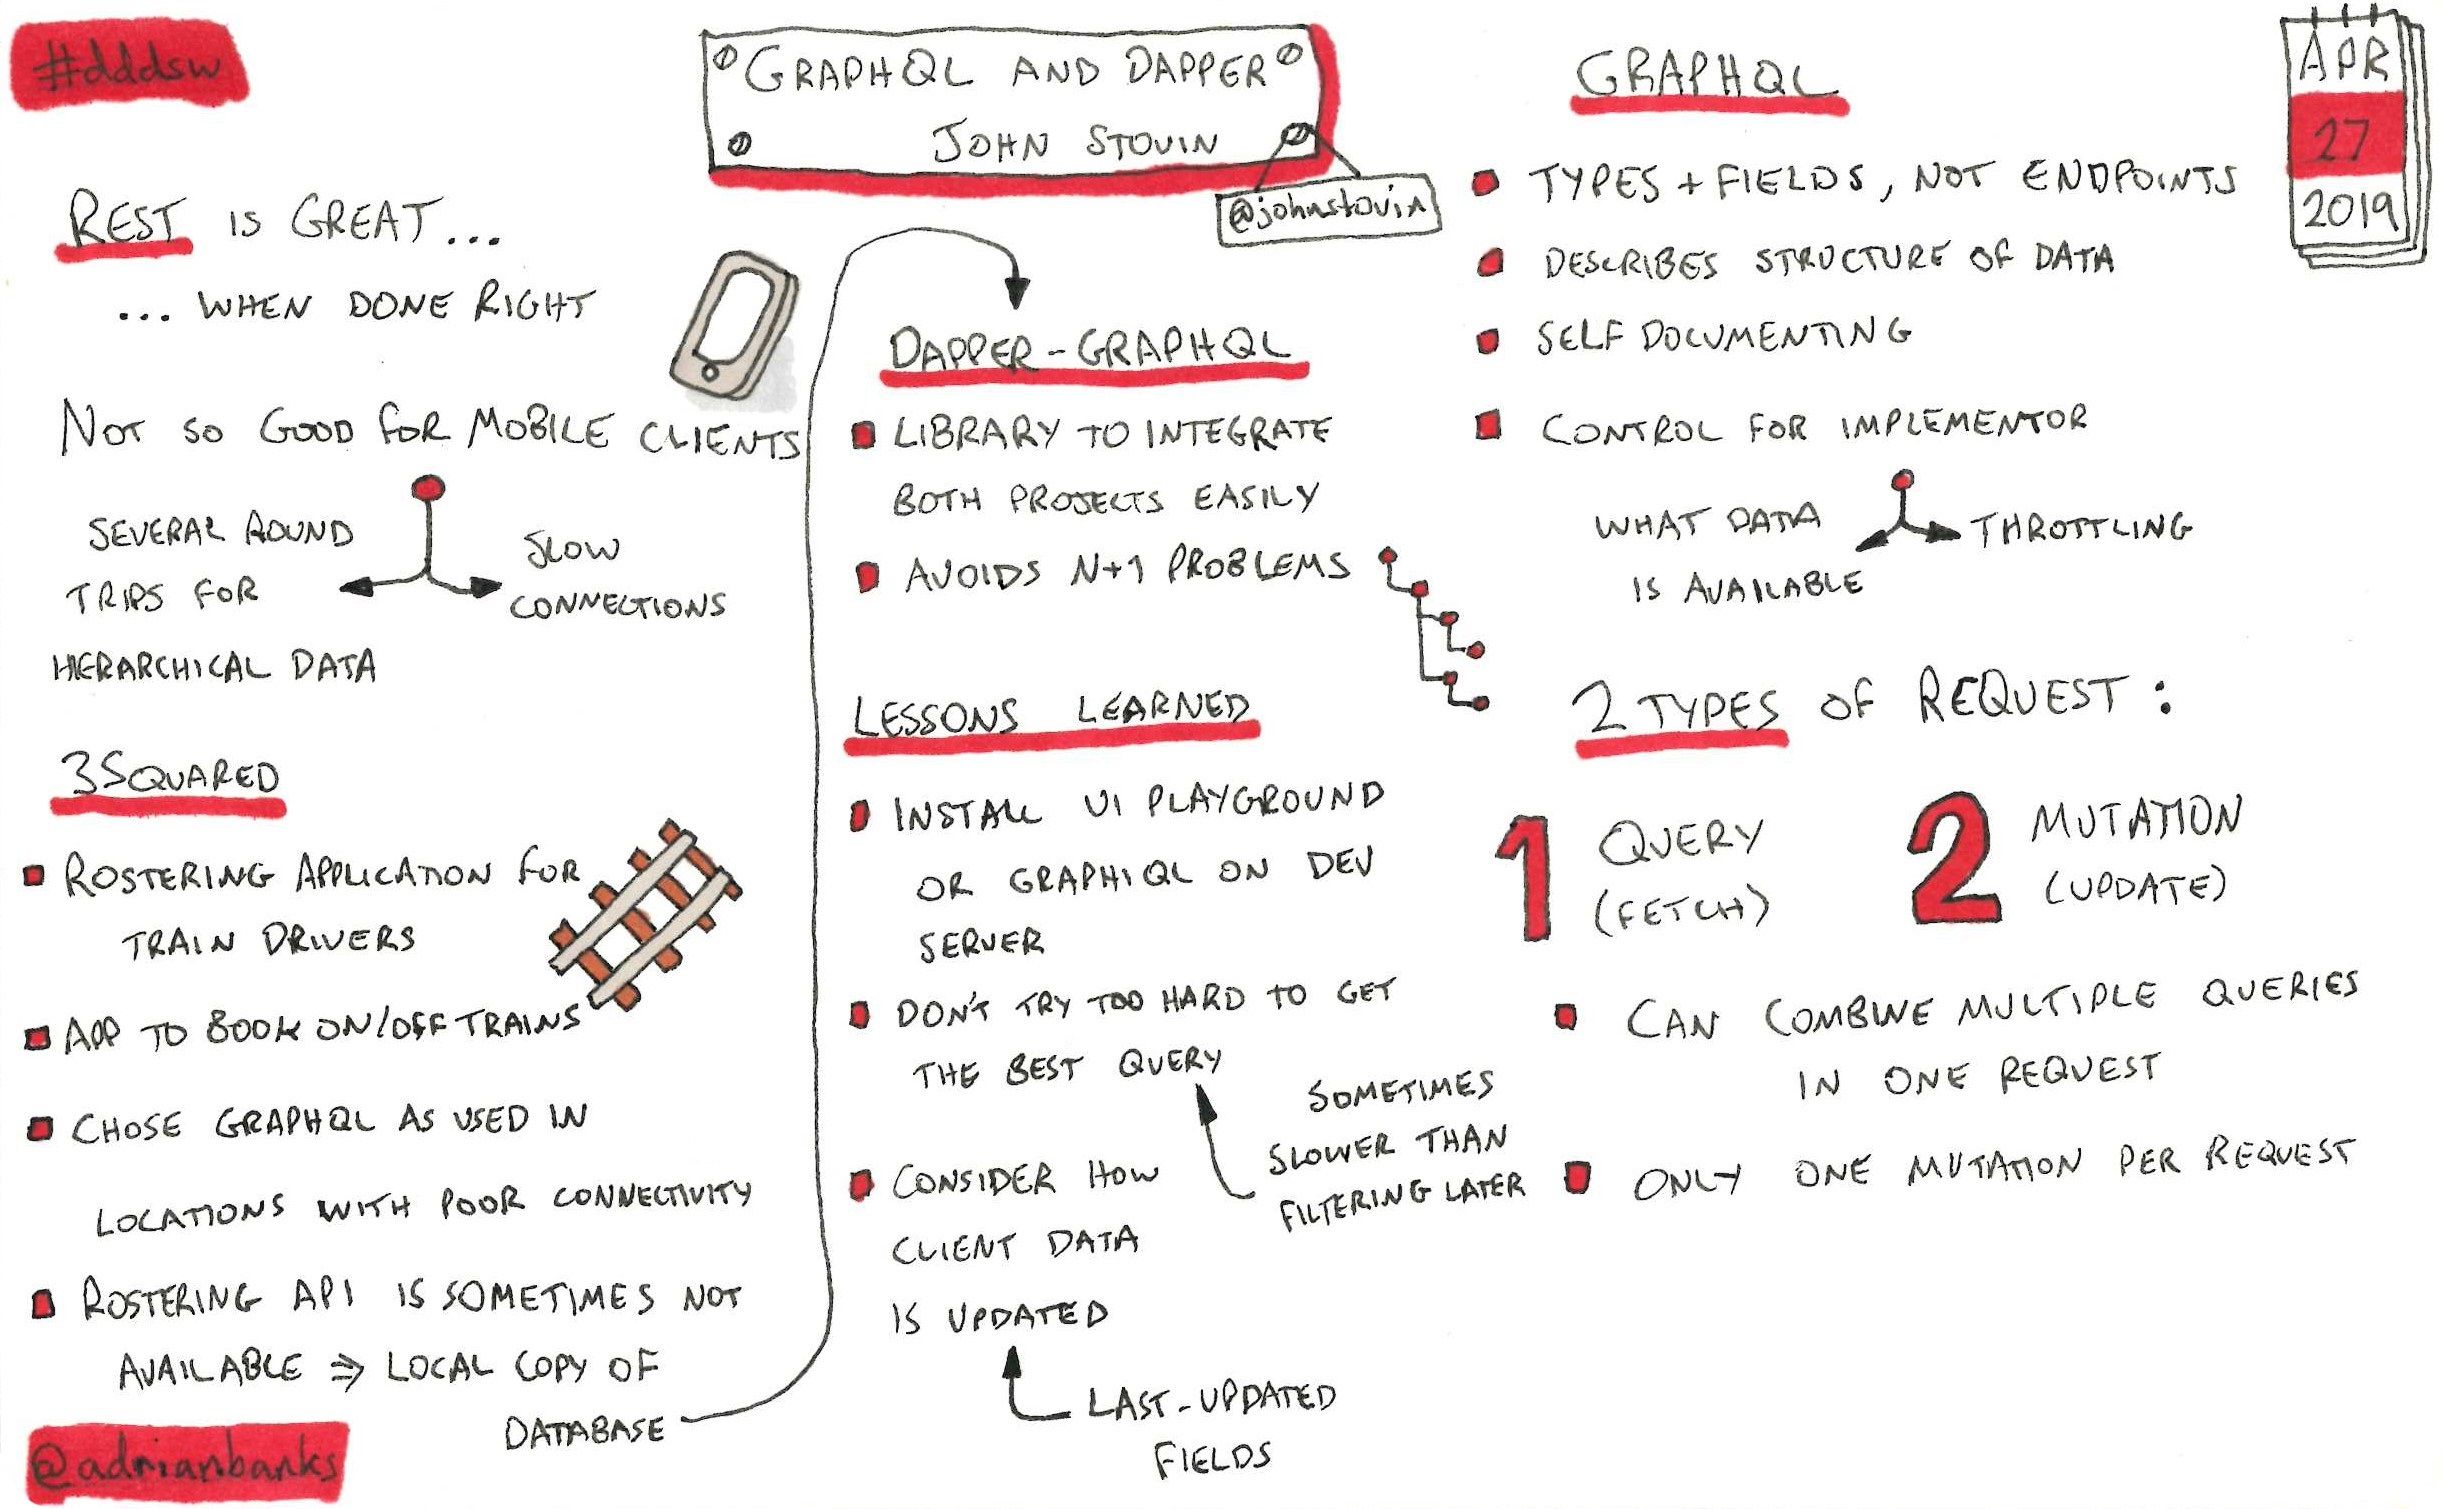 #dddsw
GRAPHQL AND DAPPER
JOHN STOVIN
@johnstovin
APR
27
2019
REST IS GREAT...
... WHEN DONE RIGHT
NOT SO GOOD FOR MOBILE CLIENTS
SEVERAL ROUND
TRIPS FOR
HIERARCHICAL DATA
SLOW
CONNECTIONS
3SQUARED
ROSTERING APPLICATION FOR
TRAIN DRIVERS
APP TO BOOK ON/OFF TRAINS
CHOSE GRAPHQL AS USED IN
LOCATIONS WITH POOR CONNECTIVITY
ROSTERING API IS SOMETIMES NOT
AVAILABLE ⇒ LOCAL COPY OF
DATABASE
@adrianbanks
DAPPER-GRAPHQL
LIBRARY TO INTEGRATE
BOTH PROJECTS EASILY
AVOIDS N+1 PROBLEMS
LESSONS LEARNED
INSTALL UI PLAYGROUND
OR GRAPHIQL ON DEV
SERVER
DON'T TRY TOO HARD TO GET
THE BEST QUERY
SOMETIMES
SLOWER THAN
FILTERING LATER
CONSIDER HOW
CLIENT DATA
IS UPDATED
LAST-UPDATED
FIELDS
GRAPHQL
TYPES + FIELDS, NOT ENDPOINTS
DESCRIBES STRUCTURE OF DATA
SELF DOCUMENTING
CONTROL FOR IMPLEMENTOR
WHAT DATA
IS AVAILABLE
THROTTLING
2 TYPES OF REQUEST:
1 QUERY
(FETCH)
2 MUTATION
(UPDATE)
CAN COMBINE MULTIPLE QUERIES
IN ONE REQUEST
ONLY ONE MUTATION PER REQUEST